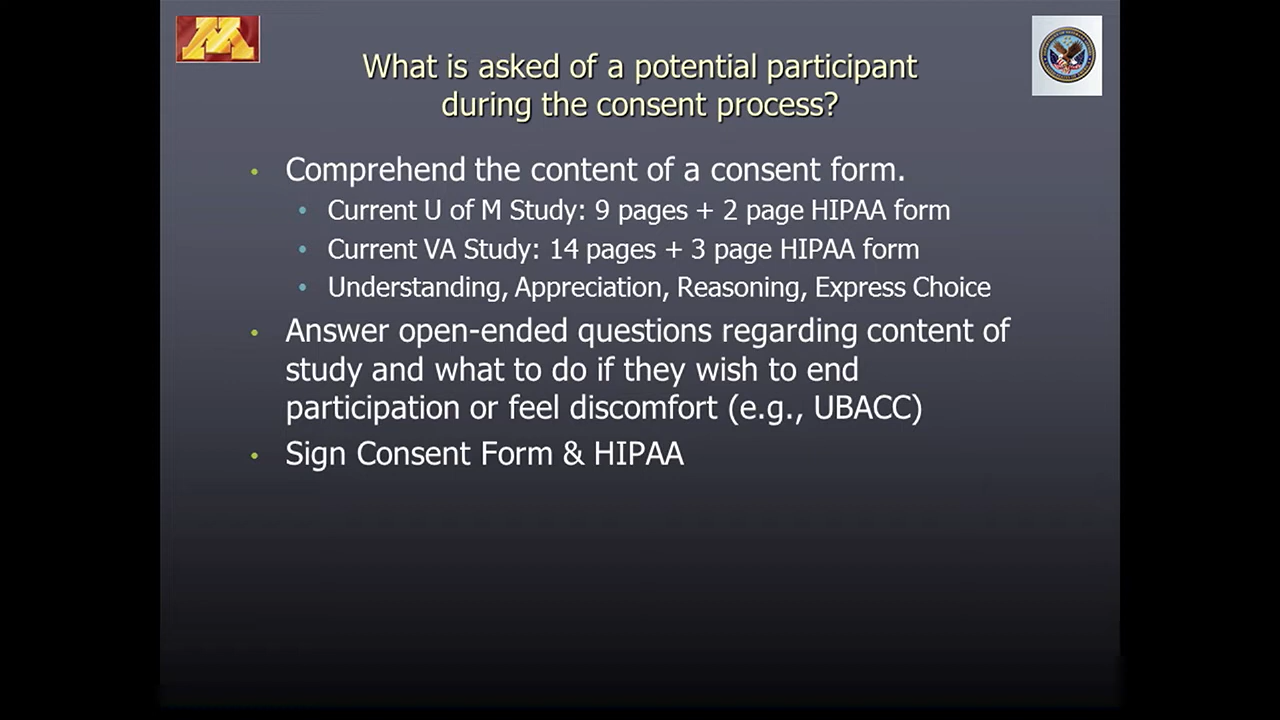 What is asked of a potential participant
during the consent process?
• Comprehend the content of a consent form.
• Current U of M Study: 9 pages + 2 page HIPAA form
• Current VA Study: 14 pages + 3 page HIPAA form
• Understanding, Appreciation, Reasoning, Express Choice
• Answer open-ended questions regarding content of
study and what to do if they wish to end
participation or feel discomfort (e.g., UBACC)
• Sign Consent Form & HIPAA